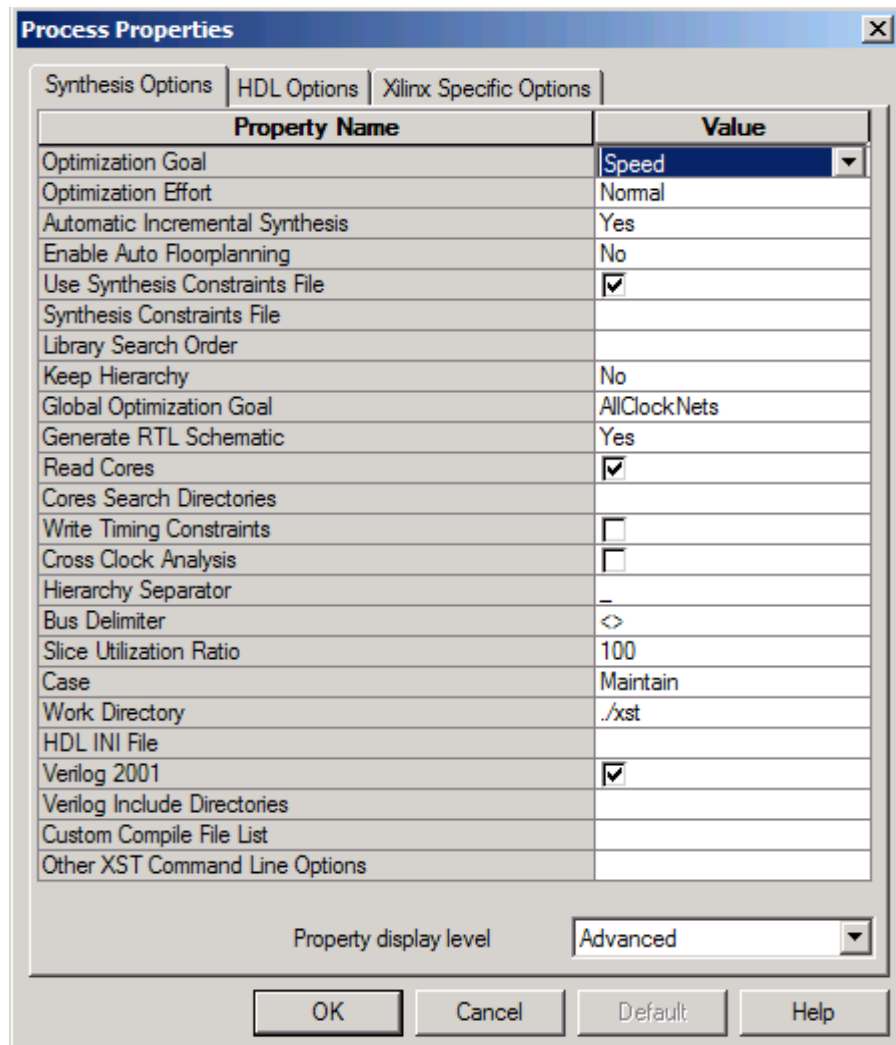 Process Properties
Synthesis Options HDL Options Xilinx Specific Options
Property Name Value
Optimization Goal Speed
Optimization Effort Normal
Automatic Incremental Synthesis Yes
Enable Auto Floorplanning No
Use Synthesis Constraints File
Synthesis Constraints File
Library Search Order
Keep Hierarchy No
Global Optimization Goal AllClockNets
Generate RTL Schematic Yes
Read Cores
Cores Search Directories
Write Timing Constraints
Cross Clock Analysis
Hierarchy Separator _
Bus Delimiter <>
Slice Utilization Ratio 100
Case Maintain
Work Directory ./xst
HDL INI File
Verilog 2001
Verilog Include Directories
Custom Compile File List
Other XST Command Line Options
Property display level Advanced
OK Cancel Default Help